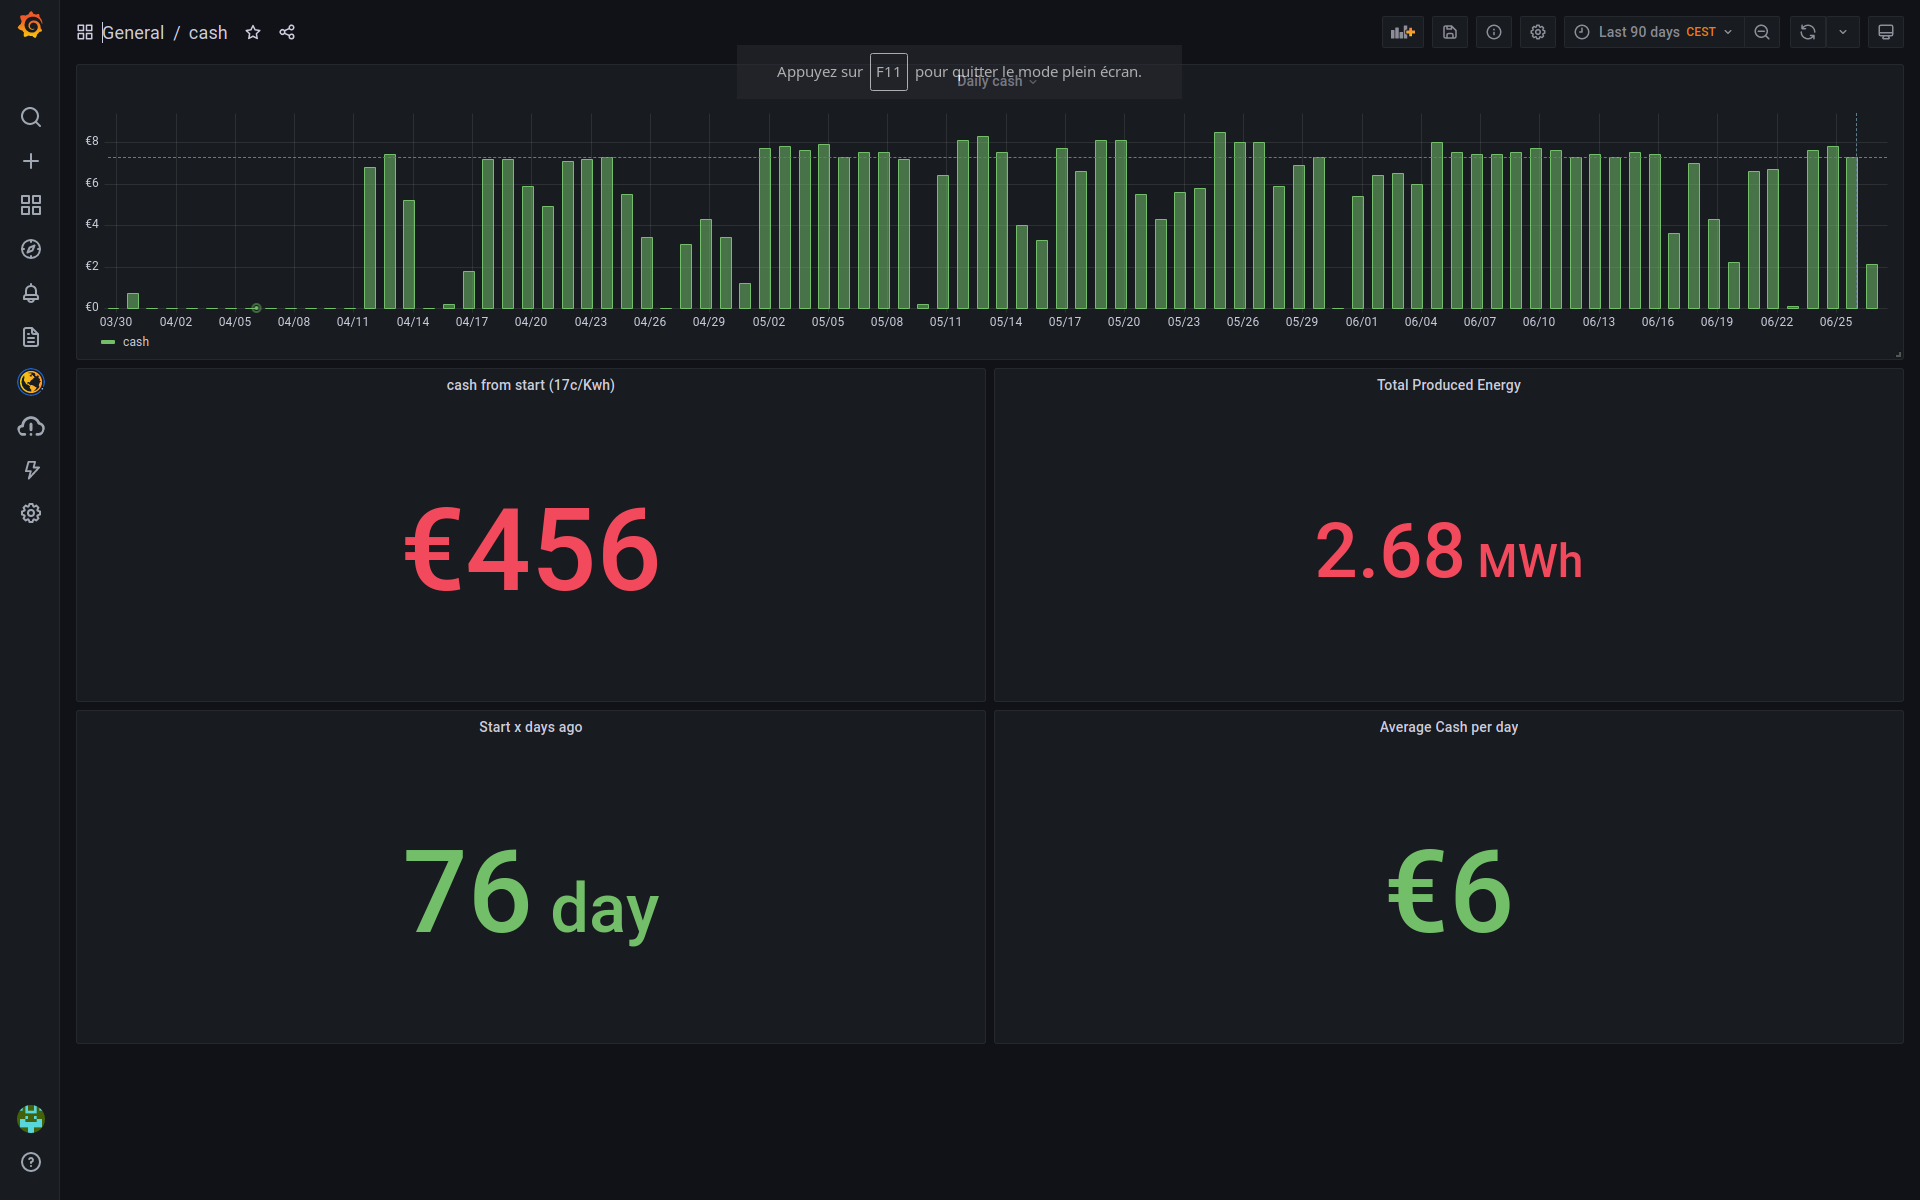 General / cash
Last 90 days CEST
Appuyez sur F11 pour quitter le mode plein écran.
Daily cash
€8
€6
€4
€2
€0
03/30 04/02 04/05 04/08 04/11 04/14 04/17 04/20 04/23 04/26 04/29 05/02 05/05 05/08 05/11 05/14 05/17 05/20 05/23 05/26 05/29 06/01 06/04 06/07 06/10 06/13 06/16 06/19 06/22 06/25
cash
cash from start (17c/Kwh)
€456
Total Produced Energy
2.68 MWh
Start x days ago
76 day
Average Cash per day
€6